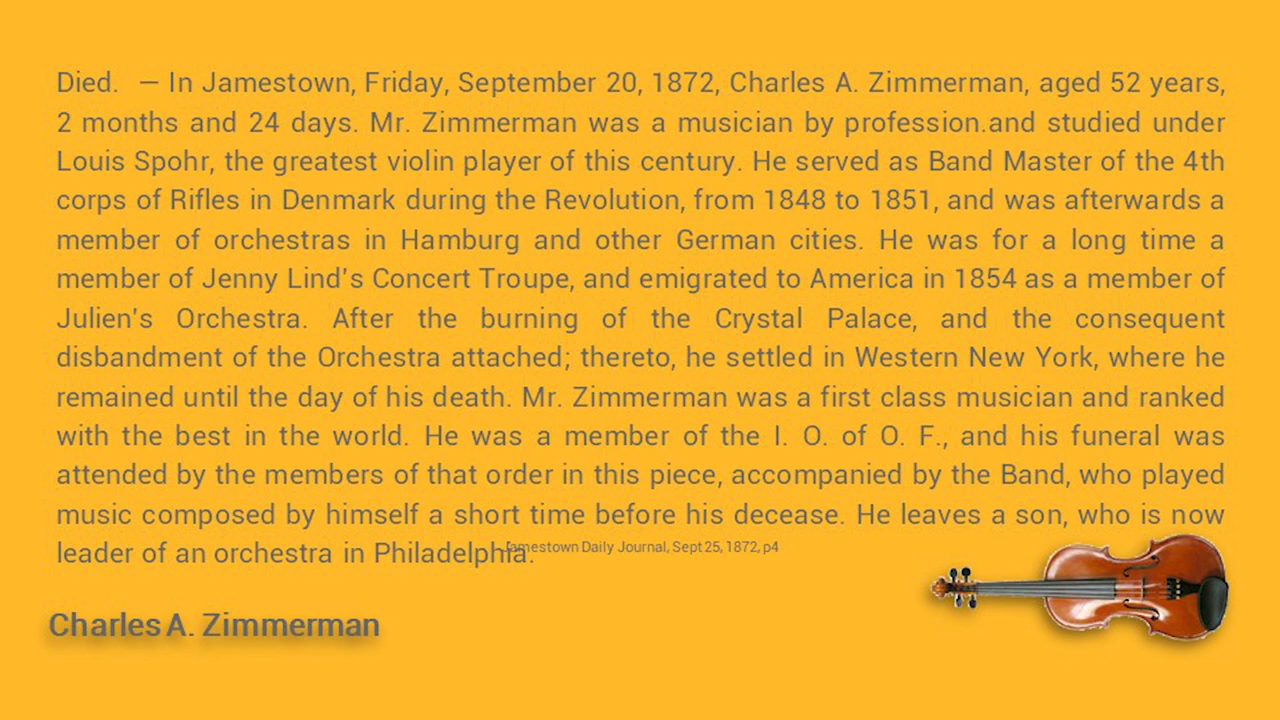 Died. — In Jamestown, Friday, September 20, 1872, Charles A. Zimmerman, aged 52 years,
2 months and 24 days. Mr. Zimmerman was a musician by profession.and studied under
Louis Spohr, the greatest violin player of this century. He served as Band Master of the 4th
corps of Rifles in Denmark during the Revolution, from 1848 to 1851, and was afterwards a
member of orchestras in Hamburg and other German cities. He was for a long time a
member of Jenny Lind's Concert Troupe, and emigrated to America in 1854 as a member of
Julien's Orchestra. After the burning of the Crystal Palace, and the consequent
disbandment of the Orchestra attached; thereto, he settled in Western New York, where he
remained until the day of his death. Mr. Zimmerman was a first class musician and ranked
with the best in the world. He was a member of the I. O. of O. F., and his funeral was
attended by the members of that order in this piece, accompanied by the Band, who played
music composed by himself a short time before his decease. He leaves a son, who is now
leader of an orchestra in Philadelphia.
Jamestown Daily Journal, Sept 25, 1872, p4
Charles A. Zimmerman